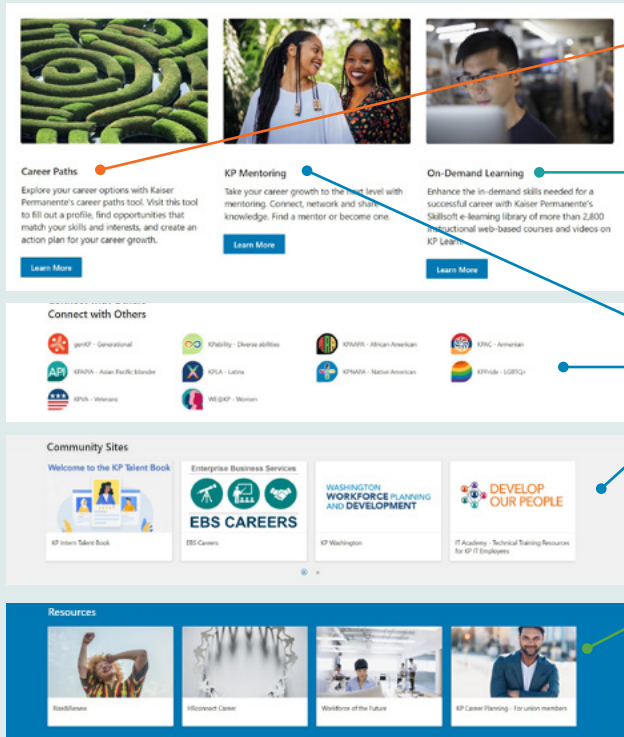 Career Paths
Explore your career options with Kaiser
Permanente's career paths tool. Visit this tool
to fill out a profile, find opportunities that
match your skills and interests, and create an
action plan for your career growth.
Learn More
KP Mentoring
Take your career growth to the next level with
mentoring. Connect, network and share
knowledge. Find a mentor or become one.
Learn More
On-Demand Learning
Enhance the in-demand skills needed for a
successful career with Kaiser Permanente's
Skillsoft e-learning library of more than 2,800
instructional web-based courses and videos on
KP Learn.
Learn More
Connect with Others
genKP - Generational
KPability - Diverse abilities
KPAAPA - African American
KPAC - Armenian
API
KPAPIA - Asian Pacific Islander
KPLA - Latinx
KPNAPA - Native American
KPPride - LGBTQ+
KPVA - Veterans
WE@KP - Women
Community Sites
Welcome to the KP Talent Book
KP Intern Talent Book
Enterprise Business Services
EBS CAREERS
EBS Careers
WASHINGTON
WORKFORCE PLANNING
AND DEVELOPMENT
KP Washington
DEVELOP
OUR PEOPLE
IT Academy - Technical Training Resources
for KP IT Employees
Resources
HRconnect Career
Workforce of the Future
KP Career Planning - For union members